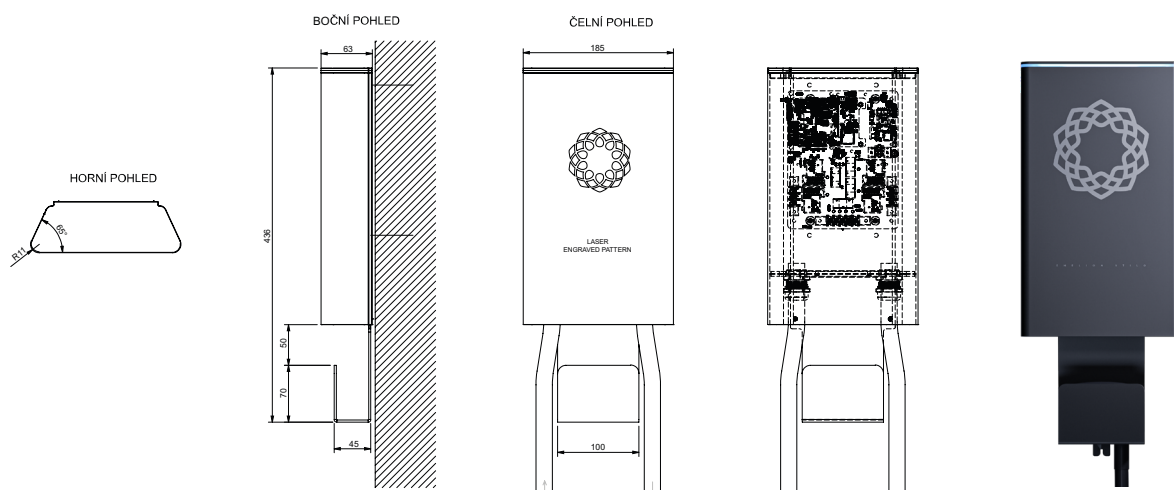 BOČNÍ POHLED
ČELNÍ POHLED
63
185
HORNÍ POHLED
65°
R11
436
LASER
ENGRAVED PATTERN
50
70
45
100